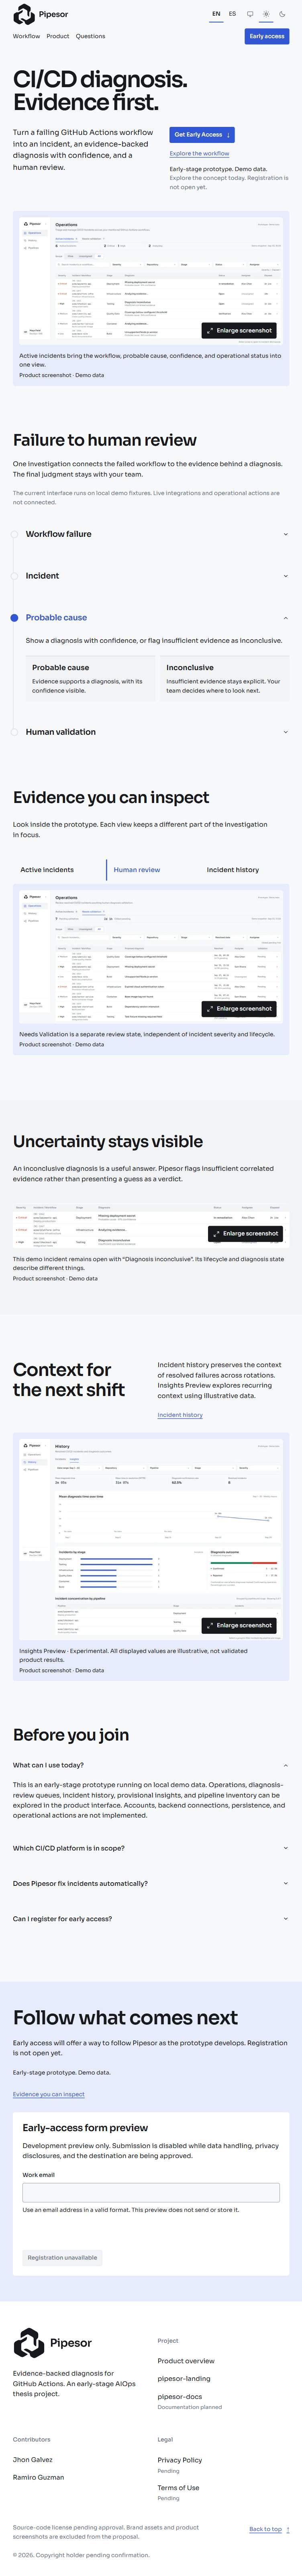 Pipesor
EN ES
Workflow Product Questions
Early access
CI/CD diagnosis.
Evidence first.
Turn a failing GitHub Actions workflow
into an incident, an evidence-backed
diagnosis with confidence, and a
human review.
Get Early Access ↓
Explore the workflow
Early-stage prototype. Demo data.
Explore the concept today. Registration is
not open yet.
Pipesor
Operations
Enlarge screenshot
Active incidents bring the workflow, probable cause, confidence, and operational status into
one view.
Product screenshot · Demo data
Failure to human review
One investigation connects the failed workflow to the evidence behind a diagnosis.
The final judgment stays with your team.
The current interface runs on local demo fixtures. Live integrations and operational actions are
not connected.
Workflow failure
Incident
Probable cause
Show a diagnosis with confidence, or flag insufficient evidence as inconclusive.
Probable cause
Evidence supports a diagnosis, with its
confidence visible.
Inconclusive
Insufficient evidence stays explicit. Your
team decides where to look next.
Human validation
Evidence you can inspect
Look inside the prototype. Each view keeps a different part of the investigation
in focus.
Active incidents
Human review
Incident history
Pipesor
Operations
Enlarge screenshot
Needs Validation is a separate review state, independent of incident severity and lifecycle.
Product screenshot · Demo data
Uncertainty stays visible
An inconclusive diagnosis is a useful answer. Pipesor flags insufficient correlated
evidence rather than presenting a guess as a verdict.
Enlarge screenshot
This demo incident remains open with “Diagnosis inconclusive”. Its lifecycle and diagnosis state
describe different things.
Product screenshot · Demo data
Context for
the next shift
Incident history preserves the context
of resolved failures across rotations.
Insights Preview explores recurring
context using illustrative data.
Incident history
Pipesor
History
Mean diagnosis time over time
Incidents by stage
Diagnosis outcome
Incident concentration by pipeline
Enlarge screenshot
Insights Preview · Experimental. All displayed values are illustrative, not validated
product results.
Product screenshot · Demo data
Before you join
What can I use today?
This is an early-stage prototype running on local demo data. Operations, diagnosis-
review queues, incident history, provisional insights, and pipeline inventory can be
explored in the product interface. Accounts, backend connections, persistence, and
operational actions are not implemented.
Which CI/CD platform is in scope?
Does Pipesor fix incidents automatically?
Can I register for early access?
Follow what comes next
Early access will offer a way to follow Pipesor as the prototype develops. Registration
is not open yet.
Early-stage prototype. Demo data.
Evidence you can inspect
Early-access form preview
Development preview only. Submission is disabled while data handling, privacy
disclosures, and the destination are being approved.
Work email
Use an email address in a valid format. This preview does not send or store it.
Registration unavailable
Pipesor
Evidence-backed diagnosis for
GitHub Actions. An early-stage AIOps
thesis project.
Project
Product overview
pipesor-landing
pipesor-docs
Documentation planned
Contributors
Jhon Galvez
Ramiro Guzman
Legal
Privacy Policy
Pending
Terms of Use
Pending
Source-code license pending approval. Brand assets and product
screenshots are excluded from the proposal.
Back to top ↑
© 2026. Copyright holder pending confirmation.